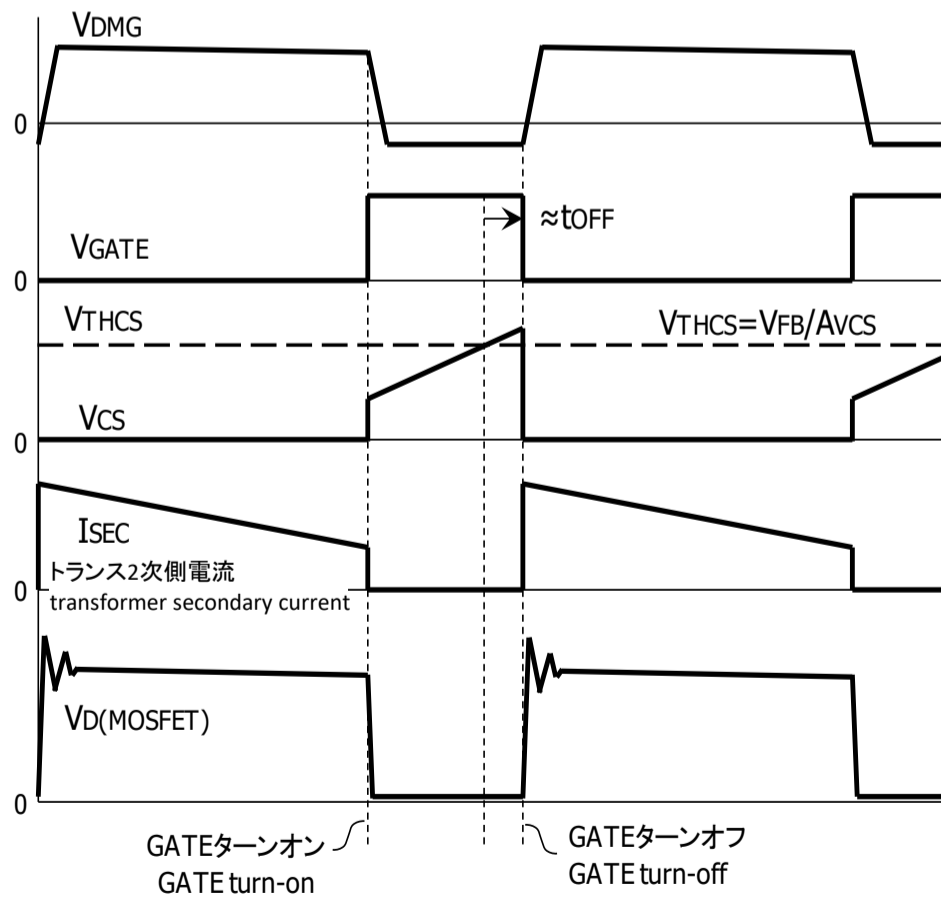 VDMG
0
≈tOFF
VGATE
0
VTHCS
VTHCS=VFB/AVCS
VCS
0
ISEC
トランス2次側電流
transformer secondary current
0
VD(MOSFET)
0
GATEターンオン
GATE turn-on
GATEターンオフ
GATE turn-off